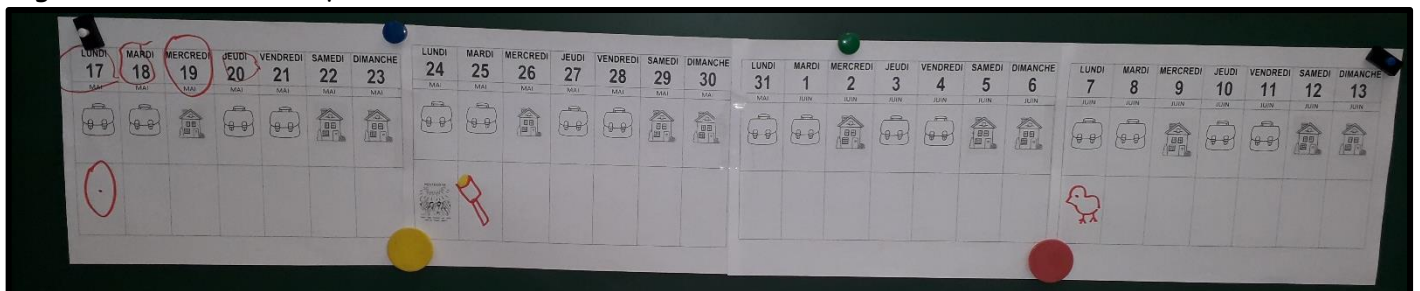 LUNDI MARDI MERCREDI JEUDI VENDREDI SAMEDI DIMANCHE
17 18 19 20 21 22 23
MAI MAI MAI MAI MAI MAI MAI
LUNDI MARDI MERCREDI JEUDI VENDREDI SAMEDI DIMANCHE
24 25 26 27 28 29 30
MAI MAI MAI MAI MAI MAI MAI
LUNDI MARDI MERCREDI JEUDI VENDREDI SAMEDI DIMANCHE
31 1 2 3 4 5 6
MAI JUIN JUIN JUIN JUIN JUIN JUIN
LUNDI MARDI MERCREDI JEUDI VENDREDI SAMEDI DIMANCHE
7 8 9 10 11 12 13
JUIN JUIN JUIN JUIN JUIN JUIN JUIN